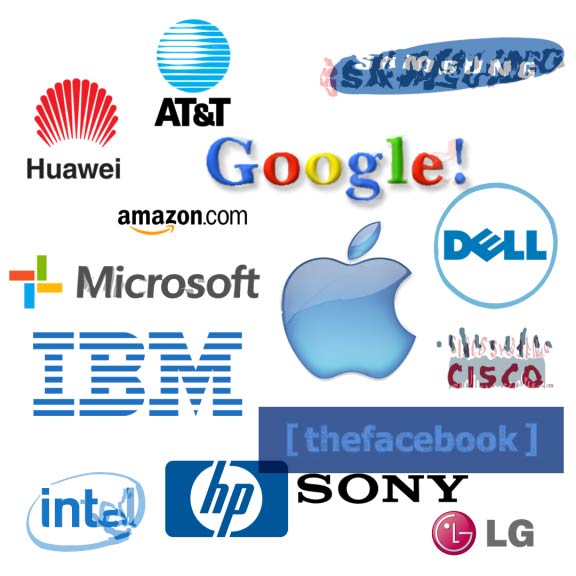 AT&T
SAMSUNG
Huawei
Google!
amazon.com
DELL
Microsoft
IBM
CISCO
[ thefacebook ]
intel
hp
SONY
LG